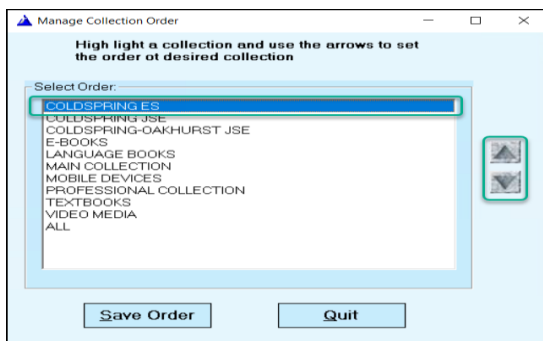 Manage Collection Order
High light a collection and use the arrows to set
the order ot desired collection
Select Order:
COLDSPRING ES
COLDSPRING JSE
COLDSPRING-OAKHURST JSE
E-BOOKS
LANGUAGE BOOKS
MAIN COLLECTION
MOBILE DEVICES
PROFESSIONAL COLLECTION
TEXTBOOKS
VIDEO MEDIA
ALL
Save Order Quit